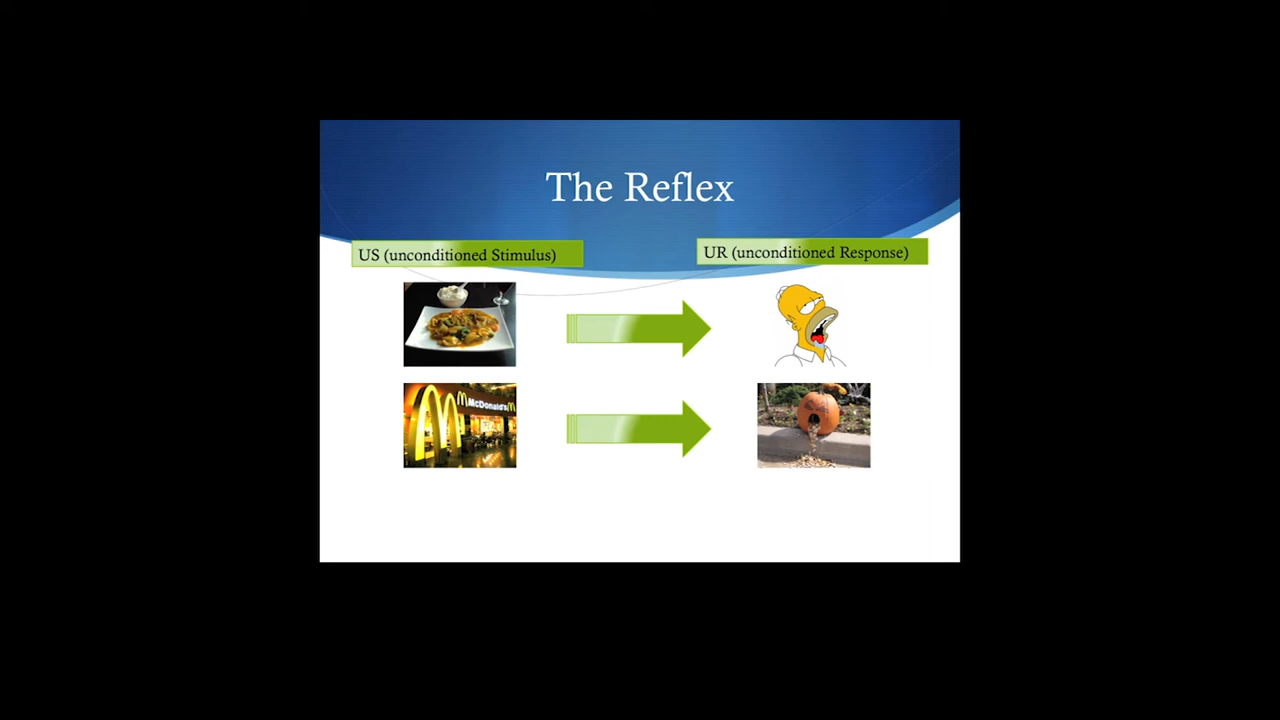 The Reflex
US (unconditioned Stimulus)
UR (unconditioned Response)
McDonald's